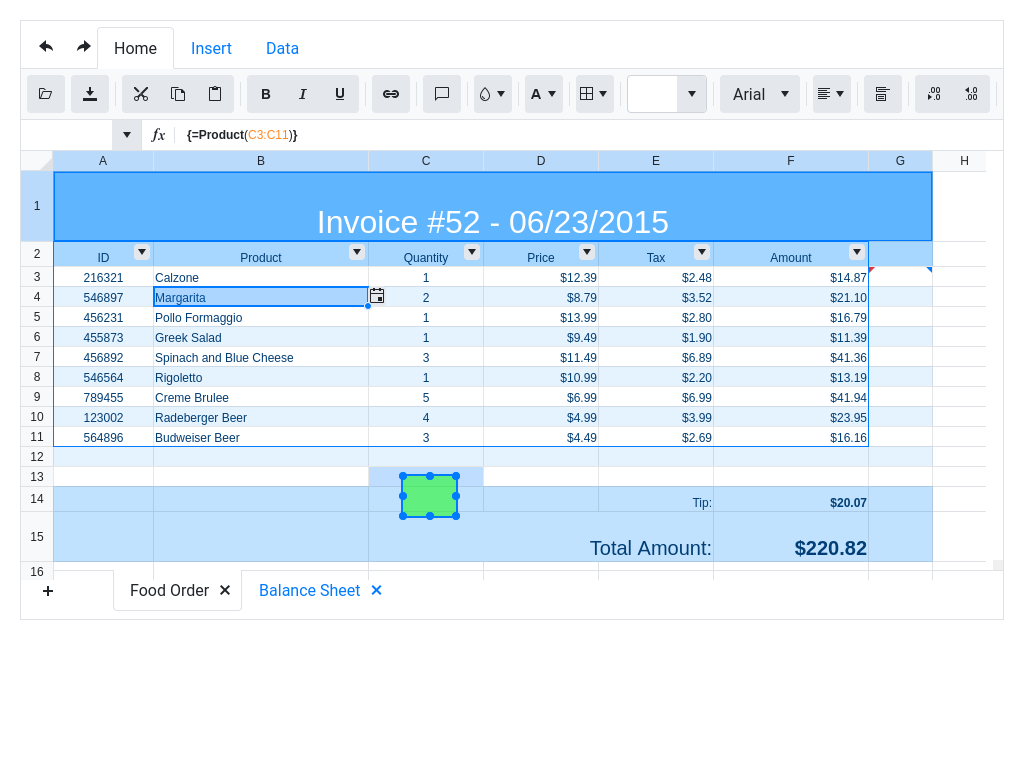 Home Insert Data
B I U A Arial .00 .0 .0 .00
fx {=Product(C3:C11)}
A B C D E F G H
1 Invoice #52 - 06/23/2015
2 ID Product Quantity Price Tax Amount
3 216321 Calzone 1 $12.39 $2.48 $14.87
4 546897 Margarita 2 $8.79 $3.52 $21.10
5 456231 Pollo Formaggio 1 $13.99 $2.80 $16.79
6 455873 Greek Salad 1 $9.49 $1.90 $11.39
7 456892 Spinach and Blue Cheese 3 $11.49 $6.89 $41.36
8 546564 Rigoletto 1 $10.99 $2.20 $13.19
9 789455 Creme Brulee 5 $6.99 $6.99 $41.94
10 123002 Radeberger Beer 4 $4.99 $3.99 $23.95
11 564896 Budweiser Beer 3 $4.49 $2.69 $16.16
12
13
14 Tip: $20.07
15 Total Amount: $220.82
16
Food Order Balance Sheet